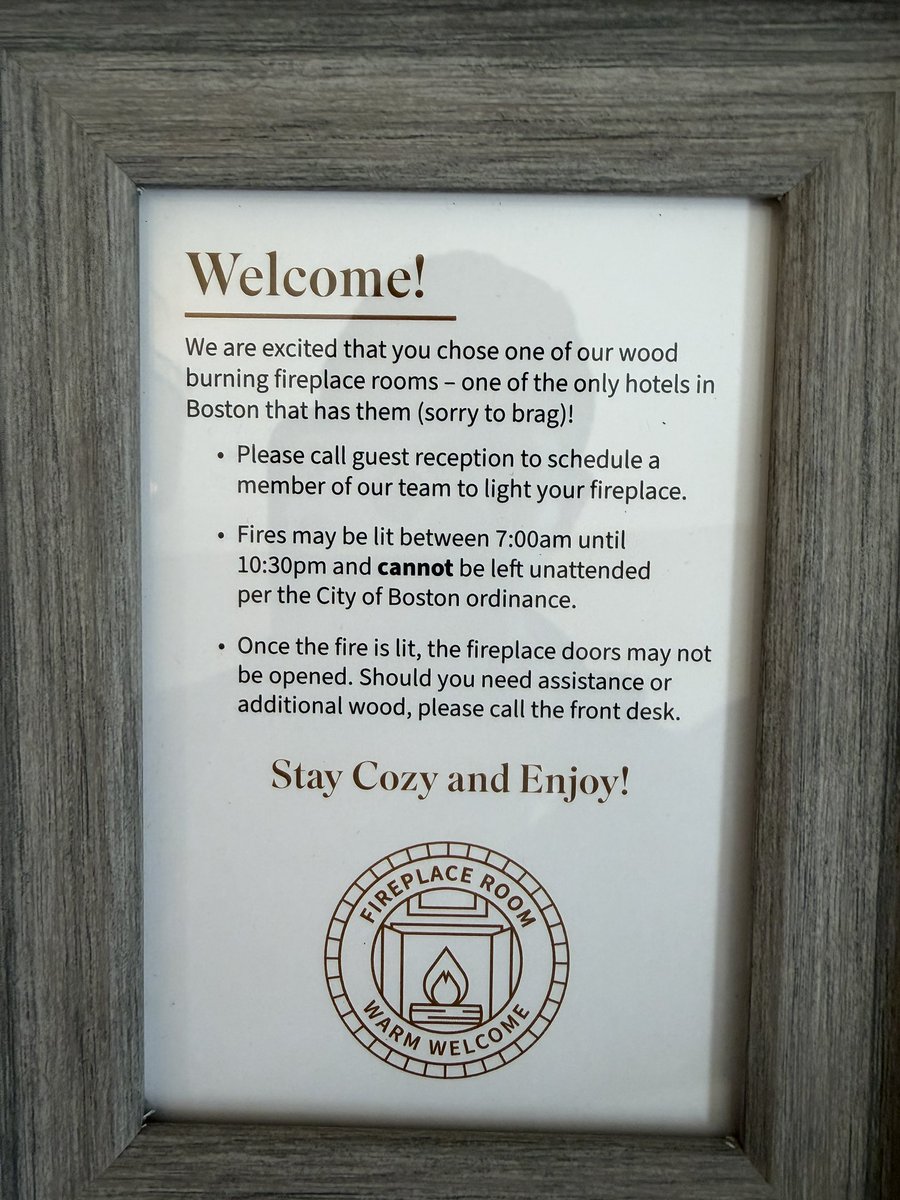 Welcome!
We are excited that you chose one of our wood
burning fireplace rooms – one of the only hotels in
Boston that has them (sorry to brag)!
• Please call guest reception to schedule a
member of our team to light your fireplace.
• Fires may be lit between 7:00am until
10:30pm and cannot be left unattended
per the City of Boston ordinance.
• Once the fire is lit, the fireplace doors may not
be opened. Should you need assistance or
additional wood, please call the front desk.
Stay Cozy and Enjoy!
FIREPLACE ROOM
WARM WELCOME